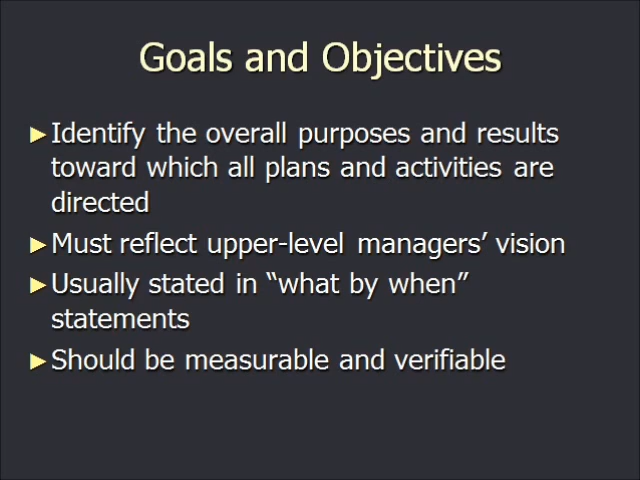 Goals and Objectives
►Identify the overall purposes and results
toward which all plans and activities are
directed
►Must reflect upper-level managers’ vision
►Usually stated in “what by when”
statements
►Should be measurable and verifiable